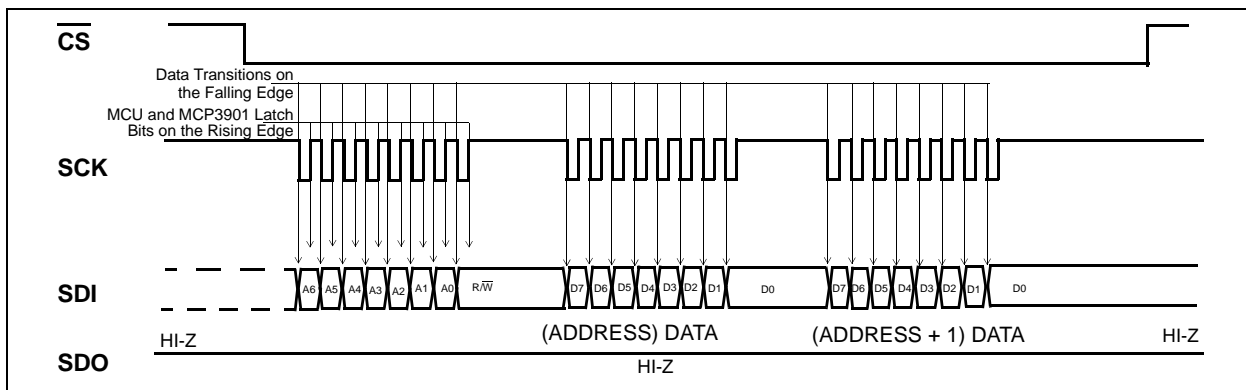 CS
Data Transitions on
the Falling Edge
MCU and MCP3901 Latch
Bits on the Rising Edge
SCK
SDI
A6 A5 A4 A3 A2 A1 A0 R/W D7 D6 D5 D4 D3 D2 D1 D0 D7 D6 D5 D4 D3 D2 D1 D0
(ADDRESS) DATA (ADDRESS + 1) DATA
HI-Z HI-Z
SDO
HI-Z